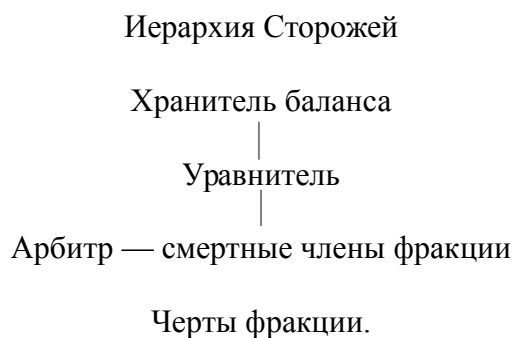 Иерархия Сторожей
Хранитель баланса
Уравнитель
Арбитр — смертные члены фракции
Черты фракции.